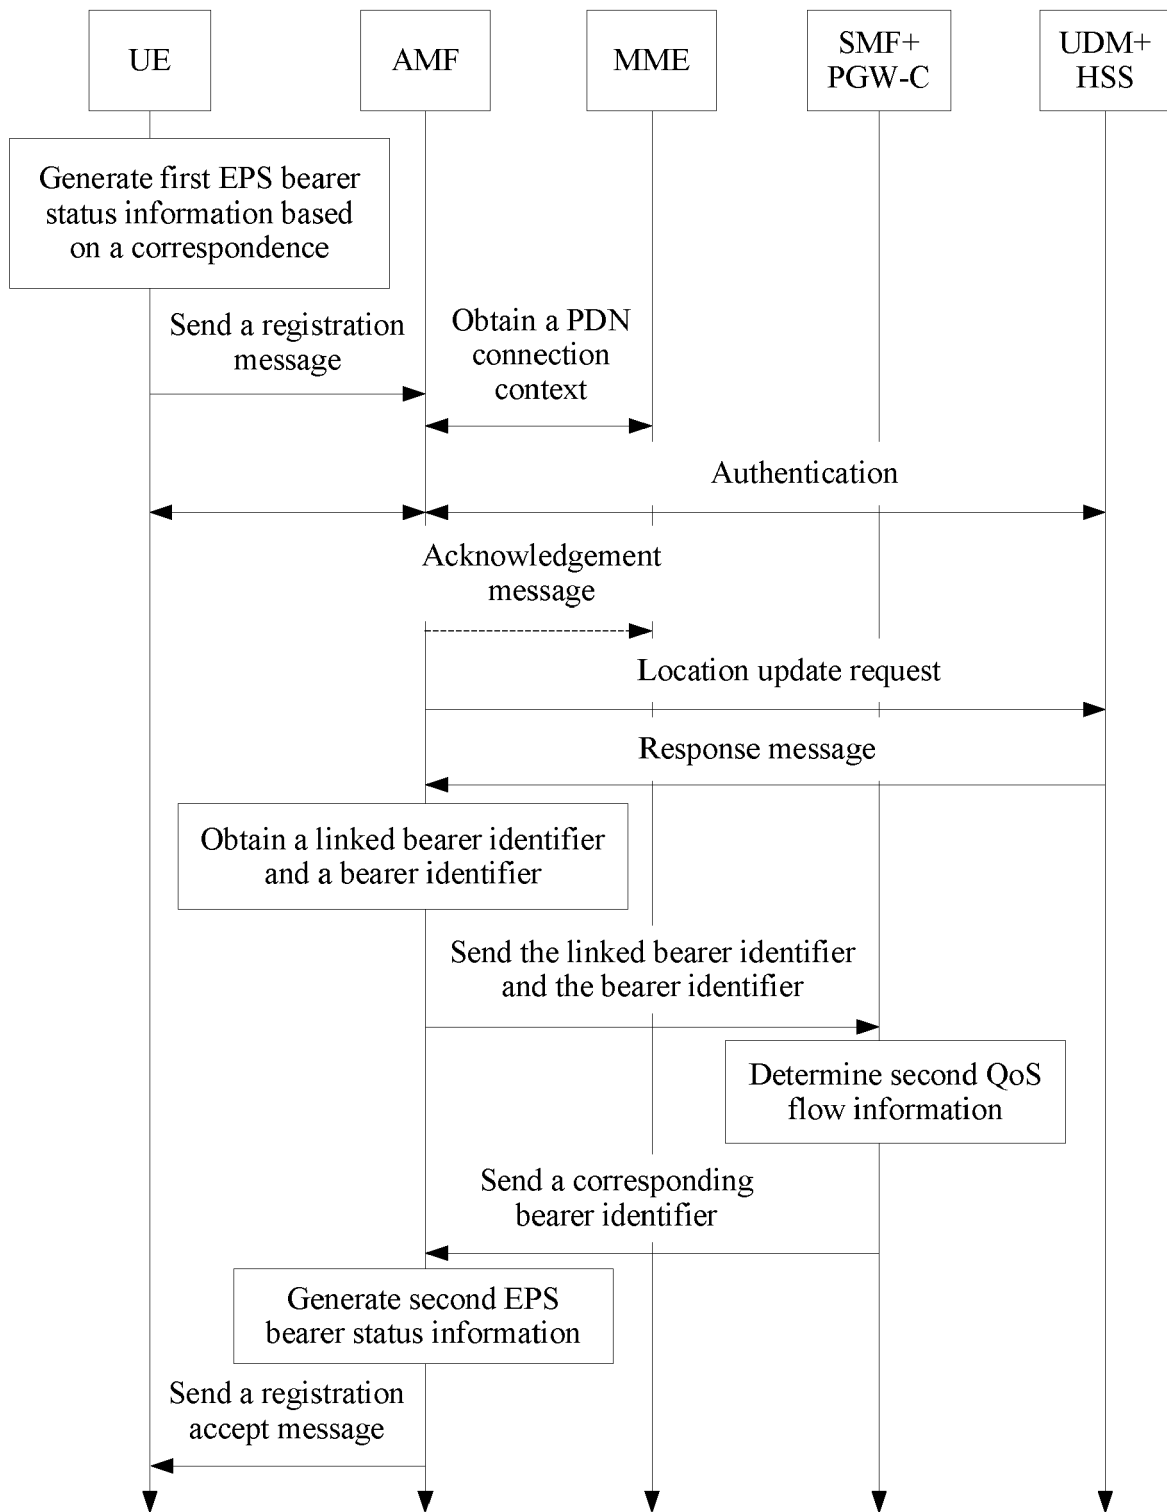 UE
AMF
MME
SMF+
PGW-C
UDM+
HSS
Generate first EPS bearer
status information based
on a correspondence
Send a registration
message
Obtain a PDN
connection
context
Authentication
Acknowledgement
message
Location update request
Response message
Obtain a linked bearer identifier
and a bearer identifier
Send the linked bearer identifier
and the bearer identifier
Determine second QoS
flow information
Send a corresponding
bearer identifier
Generate second EPS
bearer status information
Send a registration
accept message